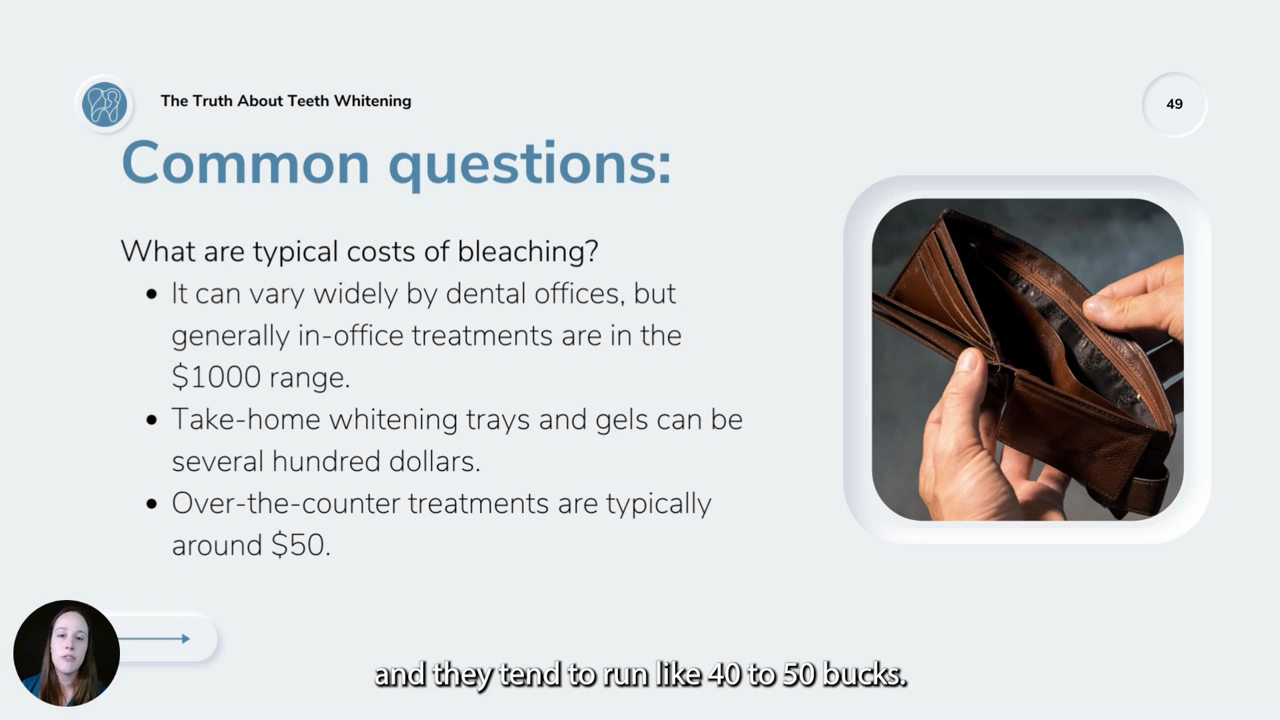 The Truth About Teeth Whitening
49
Common questions:
What are typical costs of bleaching?
• It can vary widely by dental offices, but
generally in-office treatments are in the
$1000 range.
• Take-home whitening trays and gels can be
several hundred dollars.
• Over-the-counter treatments are typically
around $50.
and they tend to run like 40 to 50 bucks.